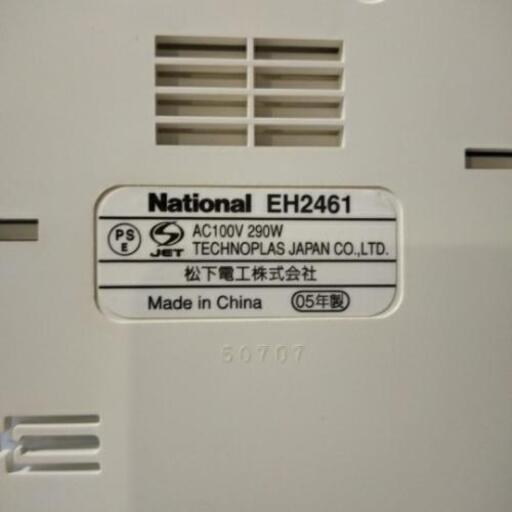 National EH2461
PS E JET AC100V 290W
TECHNOPLAS JAPAN CO.,LTD.
松下電工株式会社
Made in China 05年製
50707